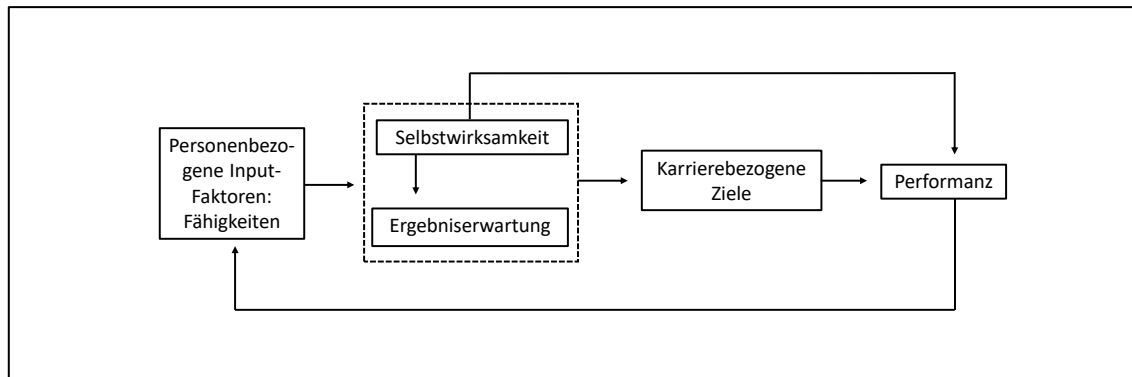 Personenbezo-
gene Input-
Faktoren:
Fähigkeiten
Selbstwirksamkeit
Ergebniserwartung
Karrierebezogene
Ziele
Performanz